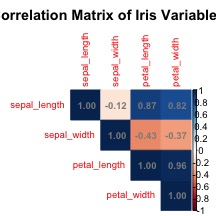 orrelation Matrix of Iris Variable
sepal_length
sepal_width
petal_length
petal_width
sepal_length
1.00 -0.12 0.87 0.82
sepal_width
1.00 -0.43 -0.37
petal_length
1.00 0.96
petal_width
1.00
1
0.8
0.6
0.4
0.2
0
-0.2
-0.4
-0.6
-0.8
-1